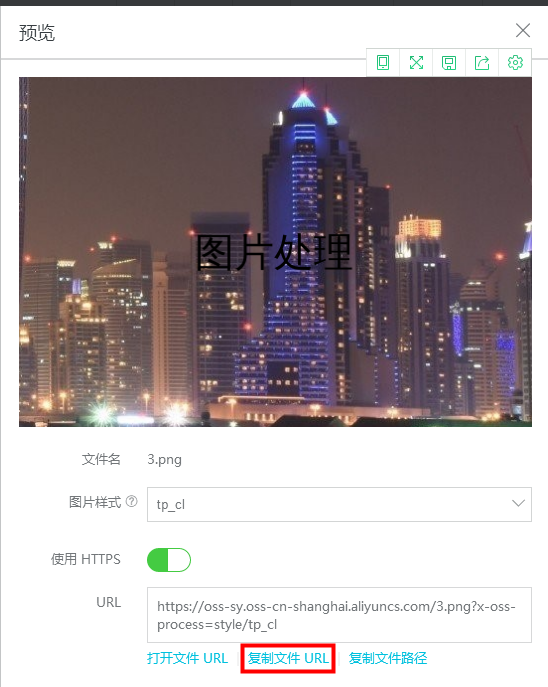 预览
图片处理
文件名 3.png
图片样式 ? tp_cl
使用 HTTPS
URL https://oss-sy.oss-cn-shanghai.aliyuncs.com/3.png?x-oss-
process=style/tp_cl
打开文件 URL 复制文件 URL 复制文件路径